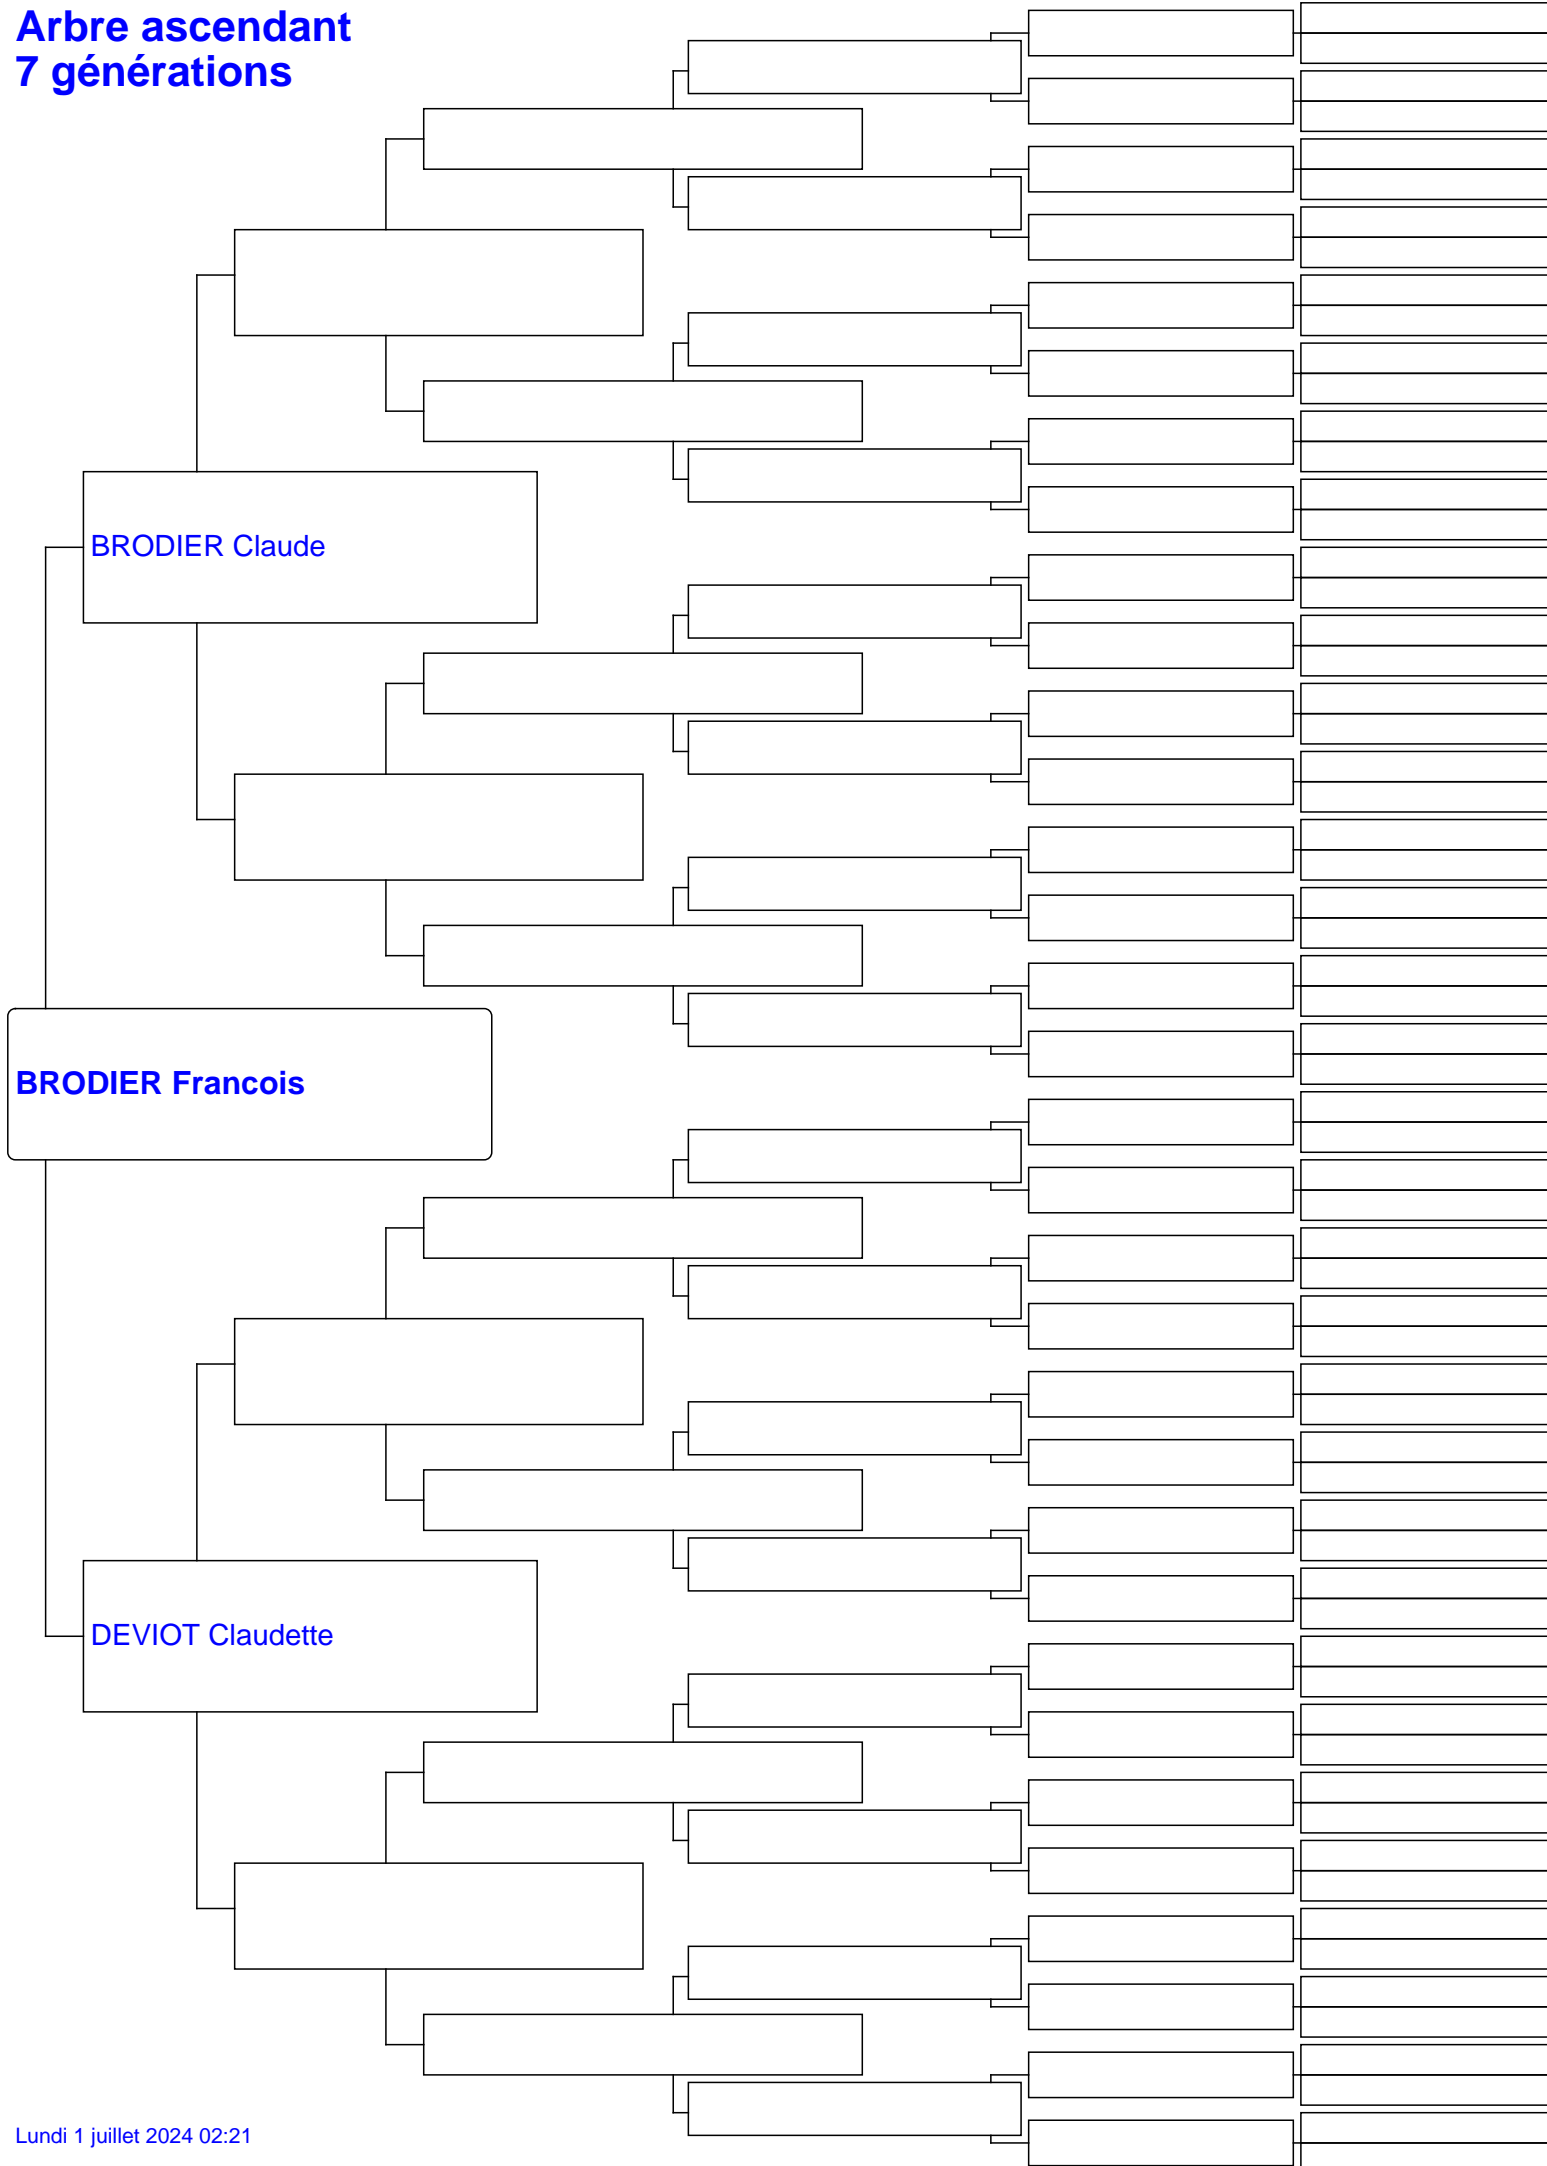 Arbre ascendant
7 générations
BRODIER Claude
BRODIER Francois
DEVIOT Claudette
Lundi 1 juillet 2024 02:21